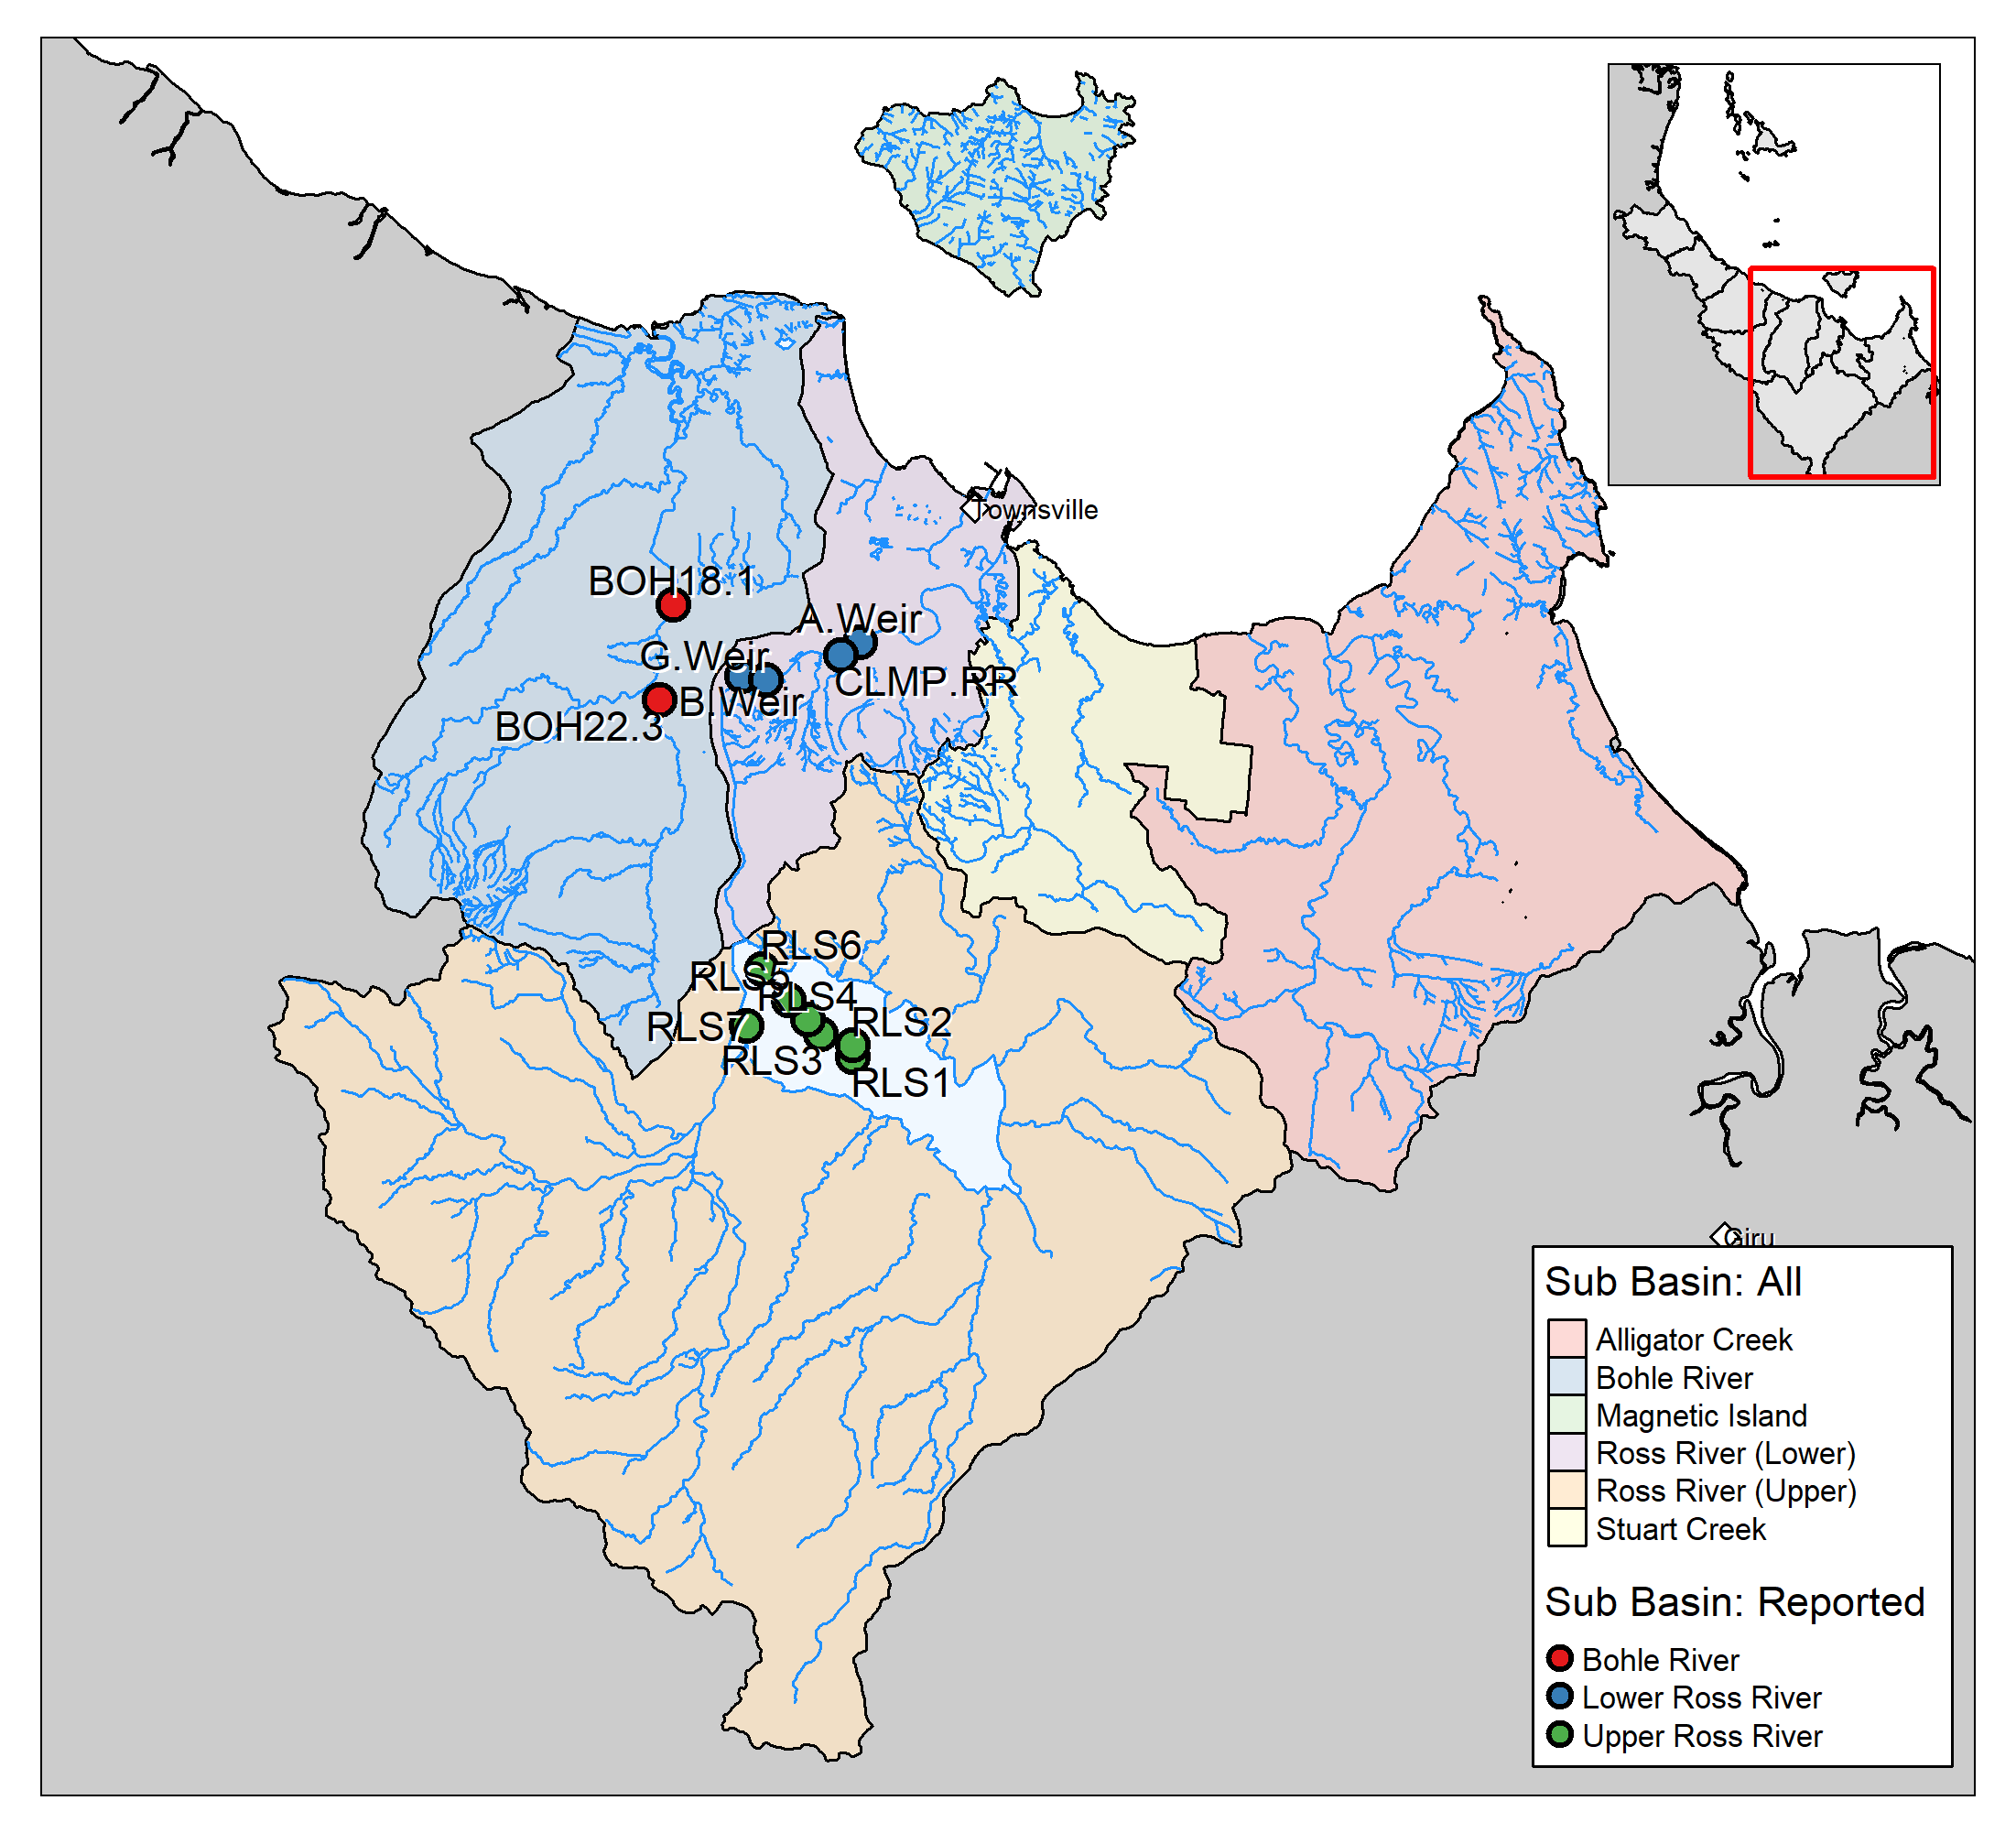 Townsville
BOH18.1
A.Weir
G.Weir
CLMP.RR
B.Weir
BOH22.3
RLS6
RLS5
RLS4
RLS2
RLS7
RLS3
RLS1
Giru
Sub Basin: All
Alligator Creek
Bohle River
Magnetic Island
Ross River (Lower)
Ross River (Upper)
Stuart Creek
Sub Basin: Reported
Bohle River
Lower Ross River
Upper Ross River